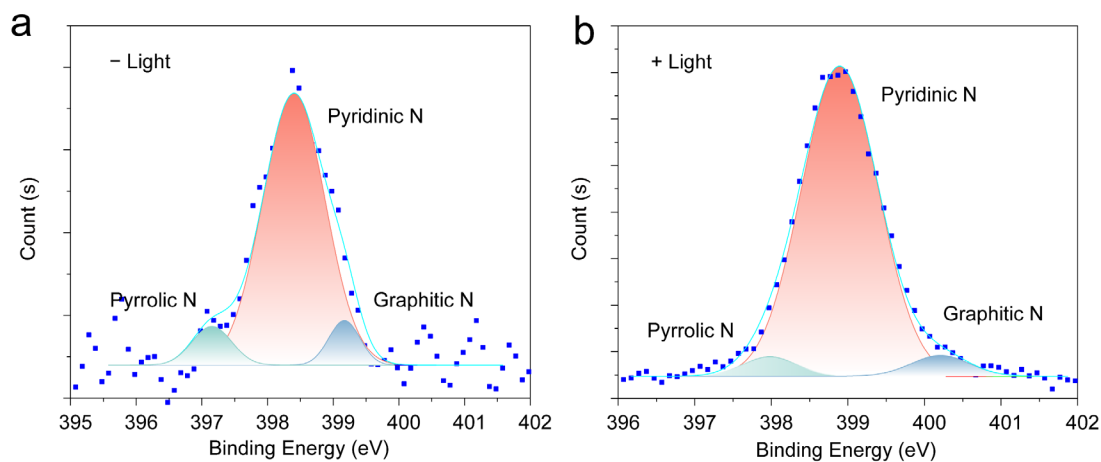 a
− Light
Pyridinic N
Pyrrolic N
Graphitic N
Count (s)
395 396 397 398 399 400 401 402
Binding Energy (eV)
b
+ Light
Pyridinic N
Pyrrolic N
Graphitic N
Count (s)
396 397 398 399 400 401 402
Binding Energy (eV)